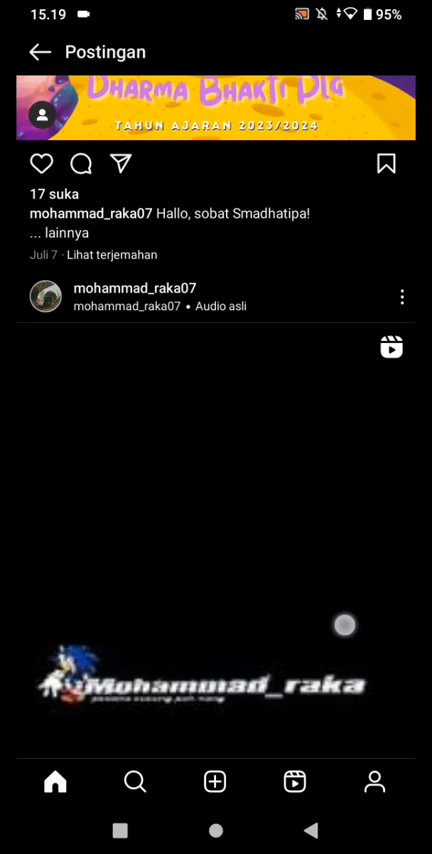 15.19
95%
Postingan
DHARMA BHAKTI PLG
TAHUN AJARAN 2023/2024
17 suka
mohammad_raka07 Hallo, sobat Smadhatipa!
... lainnya
Juli 7 · Lihat terjemahan
mohammad_raka07
mohammad_raka07 • Audio asli
Mohammad_raka